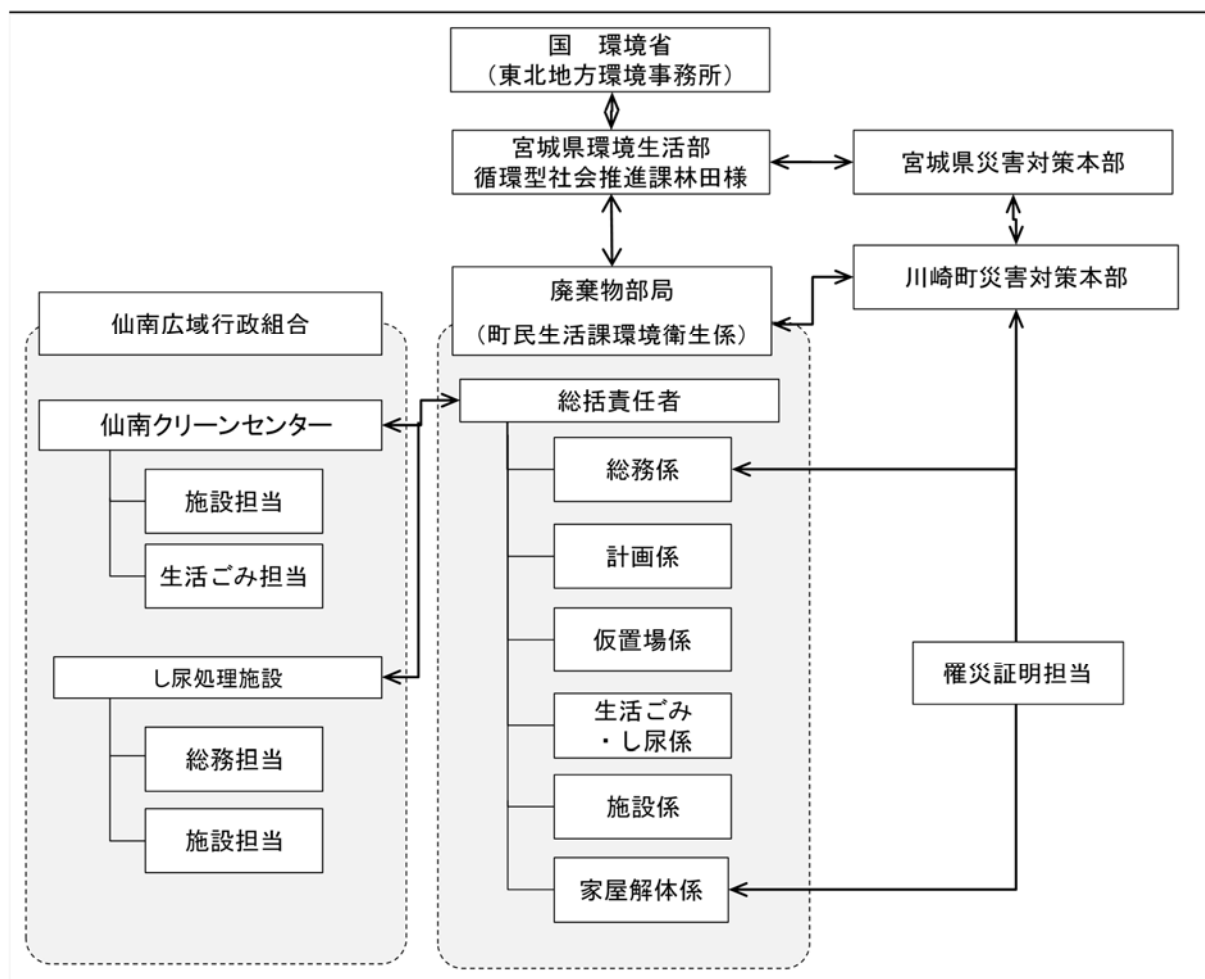 国　環境省
（東北地方環境事務所）
宮城県環境生活部
循環型社会推進課林田様
宮城県災害対策本部
川崎町災害対策本部
廃棄物部局
（町民生活課環境衛生係）
仙南広域行政組合
仙南クリーンセンター
施設担当
生活ごみ担当
し尿処理施設
総務担当
施設担当
総括責任者
総務係
計画係
仮置場係
生活ごみ
・し尿係
施設係
家屋解体係
罹災証明担当